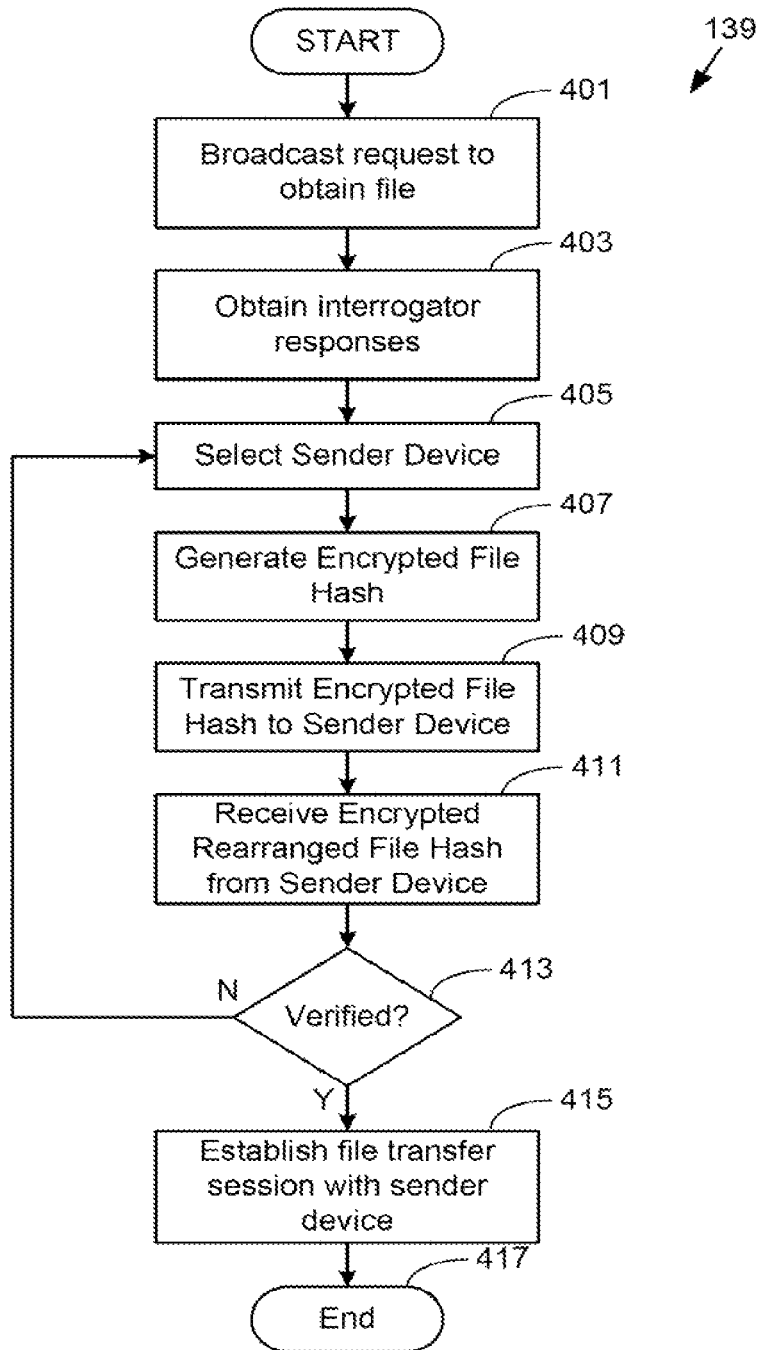 START
139
401
Broadcast request to
obtain file
403
Obtain interrogator
responses
405
Select Sender Device
407
Generate Encrypted File
Hash
409
Transmit Encrypted File
Hash to Sender Device
411
Receive Encrypted
Rearranged File Hash
from Sender Device
413
N
Verified?
Y
415
Establish file transfer
session with sender
device
417
End